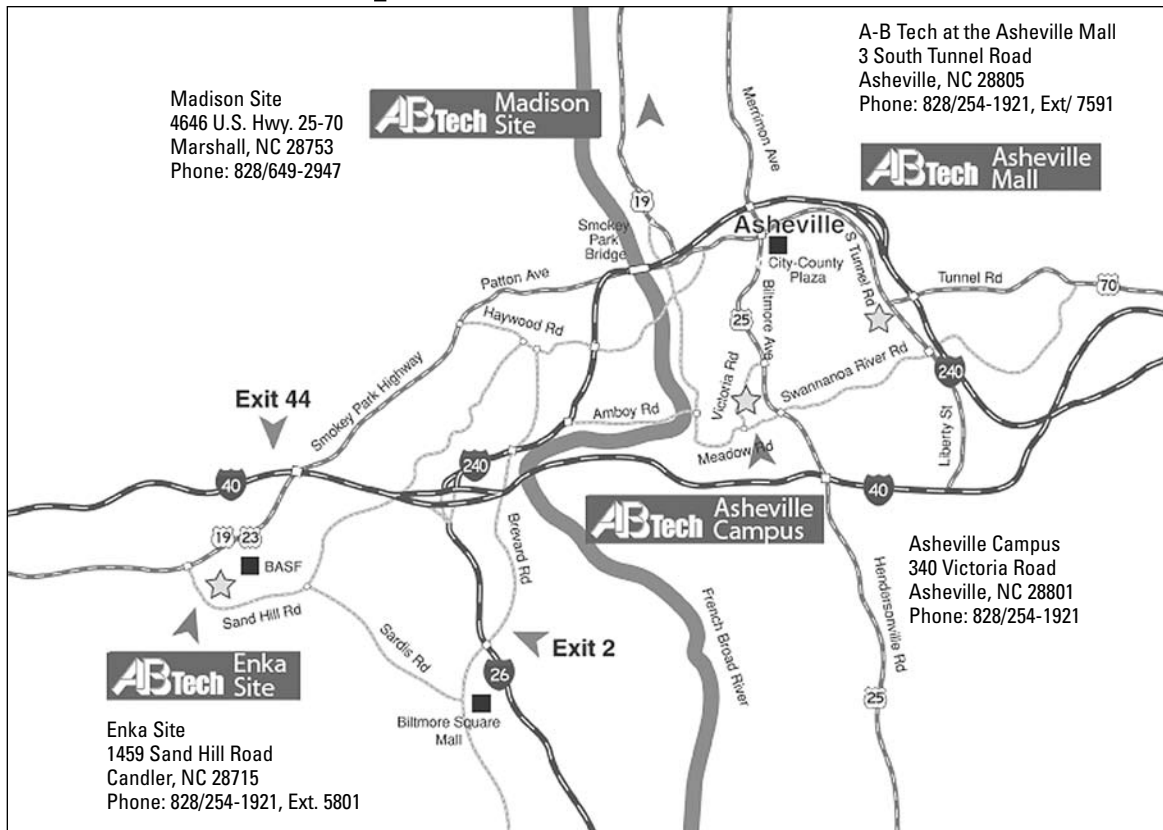 A-B Tech at the Asheville Mall
3 South Tunnel Road
Asheville, NC 28805
Phone: 828/254-1921, Ext/ 7591
Madison Site
4646 U.S. Hwy. 25-70
Marshall, NC 28753
Phone: 828/649-2947
AB Tech Madison
Site
Merrimon Ave
AB Tech Asheville
Mall
19
Smokey
Park
Bridge
Asheville
City-County
Plaza
S Tunnel Rd
Tunnel Rd
70
Patton Ave
Haywood Rd
25
Biltmore Ave
Victoria Rd
Swannanoa River Rd
240
Smokey Park Highway
Exit 44
Amboy Rd
Meadow Rd
Liberty St
40
240
40
AB Tech Asheville
Campus
19 23
BASF
Brevard Rd
Sand Hill Rd
Sardis Rd
Exit 2
26
French Broad River
Hendersonville Rd
25
Asheville Campus
340 Victoria Road
Asheville, NC 28801
Phone: 828/254-1921
AB Tech Enka
Site
Biltmore Square
Mall
Enka Site
1459 Sand Hill Road
Candler, NC 28715
Phone: 828/254-1921, Ext. 5801